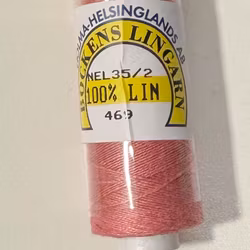 HOLMA-HELSINGLANDS AB
BOCKENS LINGARN
NEL35/2
100% LIN
469